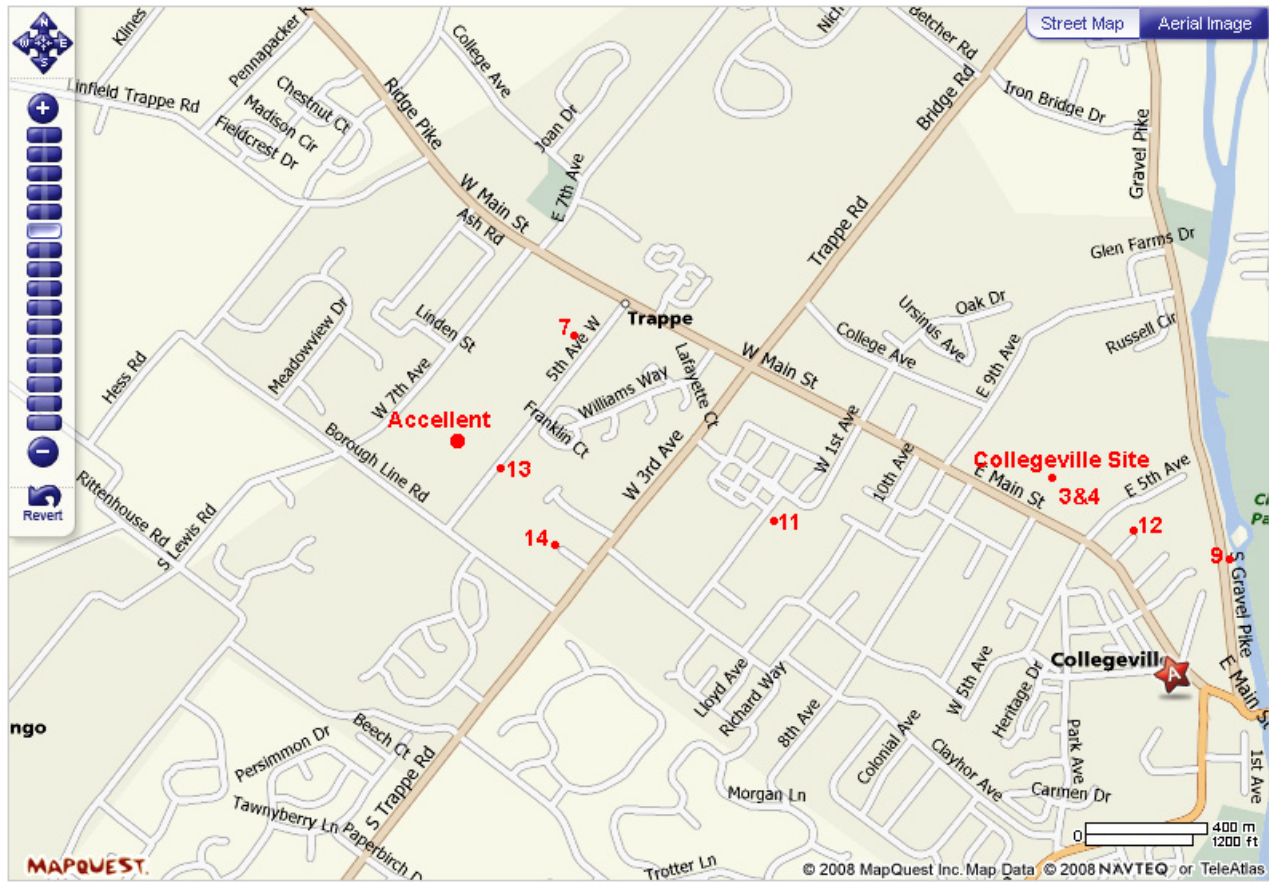 Street Map
Aerial Image
N
W
E
S
Klines
Pennapacker R
Linfield Trappe Rd
Chestnut Ct
Madison Cir
Fieldcrest Dr
Ridge Pike
College Ave
Joan Dr
Nich
Betcher Rd
Iron Bridge Dr
Bridge Rd
Gravel Pike
W Main St
Ash Rd
E 7th Ave
Trappe Rd
Glen Farms Dr
Meadowview Dr
Linden St
Trappe
7
5th Ave W
Ursinus Ave
Oak Dr
Russell Cir
College Ave
E 9th Ave
Hess Rd
W 7th Ave
Lafayette Ct
W Main St
Williams Way
Franklin Ct
Accellent
Borough Line Rd
13
W 3rd Ave
W 1st Ave
10th Ave
Collegeville Site
3&4
E Main St
E 5th Ave
Revert
Rittenhouse Rd
S Lewis Rd
14
11
12
9
S Gravel Pike
Collegevill
A
E Main St
ngo
Lloyd Ave
Richard Way
8th Ave
W 5th Ave
Heritage Dr
Park Ave
Persimmon Dr
Beech Ct
S Trappe Rd
Colonial Ave
Clayhor Ave
Carmen Dr
1st Ave
Morgan Ln
Tawnyberry Ln
Paperbirch D
Trotter Ln
0
400 m
1200 ft
MAPQUEST.
© 2008 MapQuest Inc. Map Data © 2008 NAVTEQ or TeleAtlas